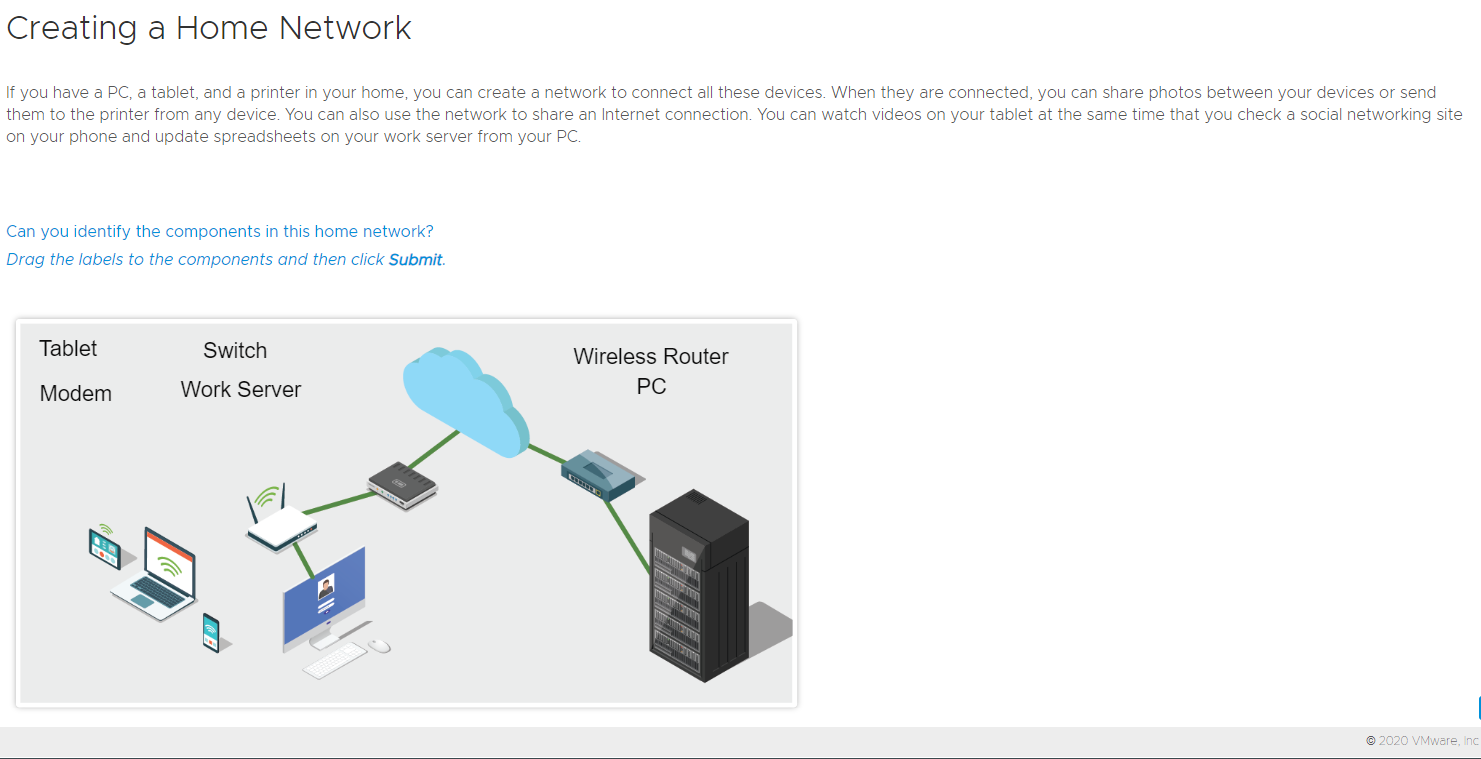 Creating a Home Network
If you have a PC, a tablet, and a printer in your home, you can create a network to connect all these devices. When they are connected, you can share photos between your devices or send
them to the printer from any device. You can also use the network to share an Internet connection. You can watch videos on your tablet at the same time that you check a social networking site
on your phone and update spreadsheets on your work server from your PC.
Can you identify the components in this home network?
Drag the labels to the components and then click Submit.
Tablet
Switch
Wireless Router
Modem
Work Server
PC
© 2020 VMware, Inc